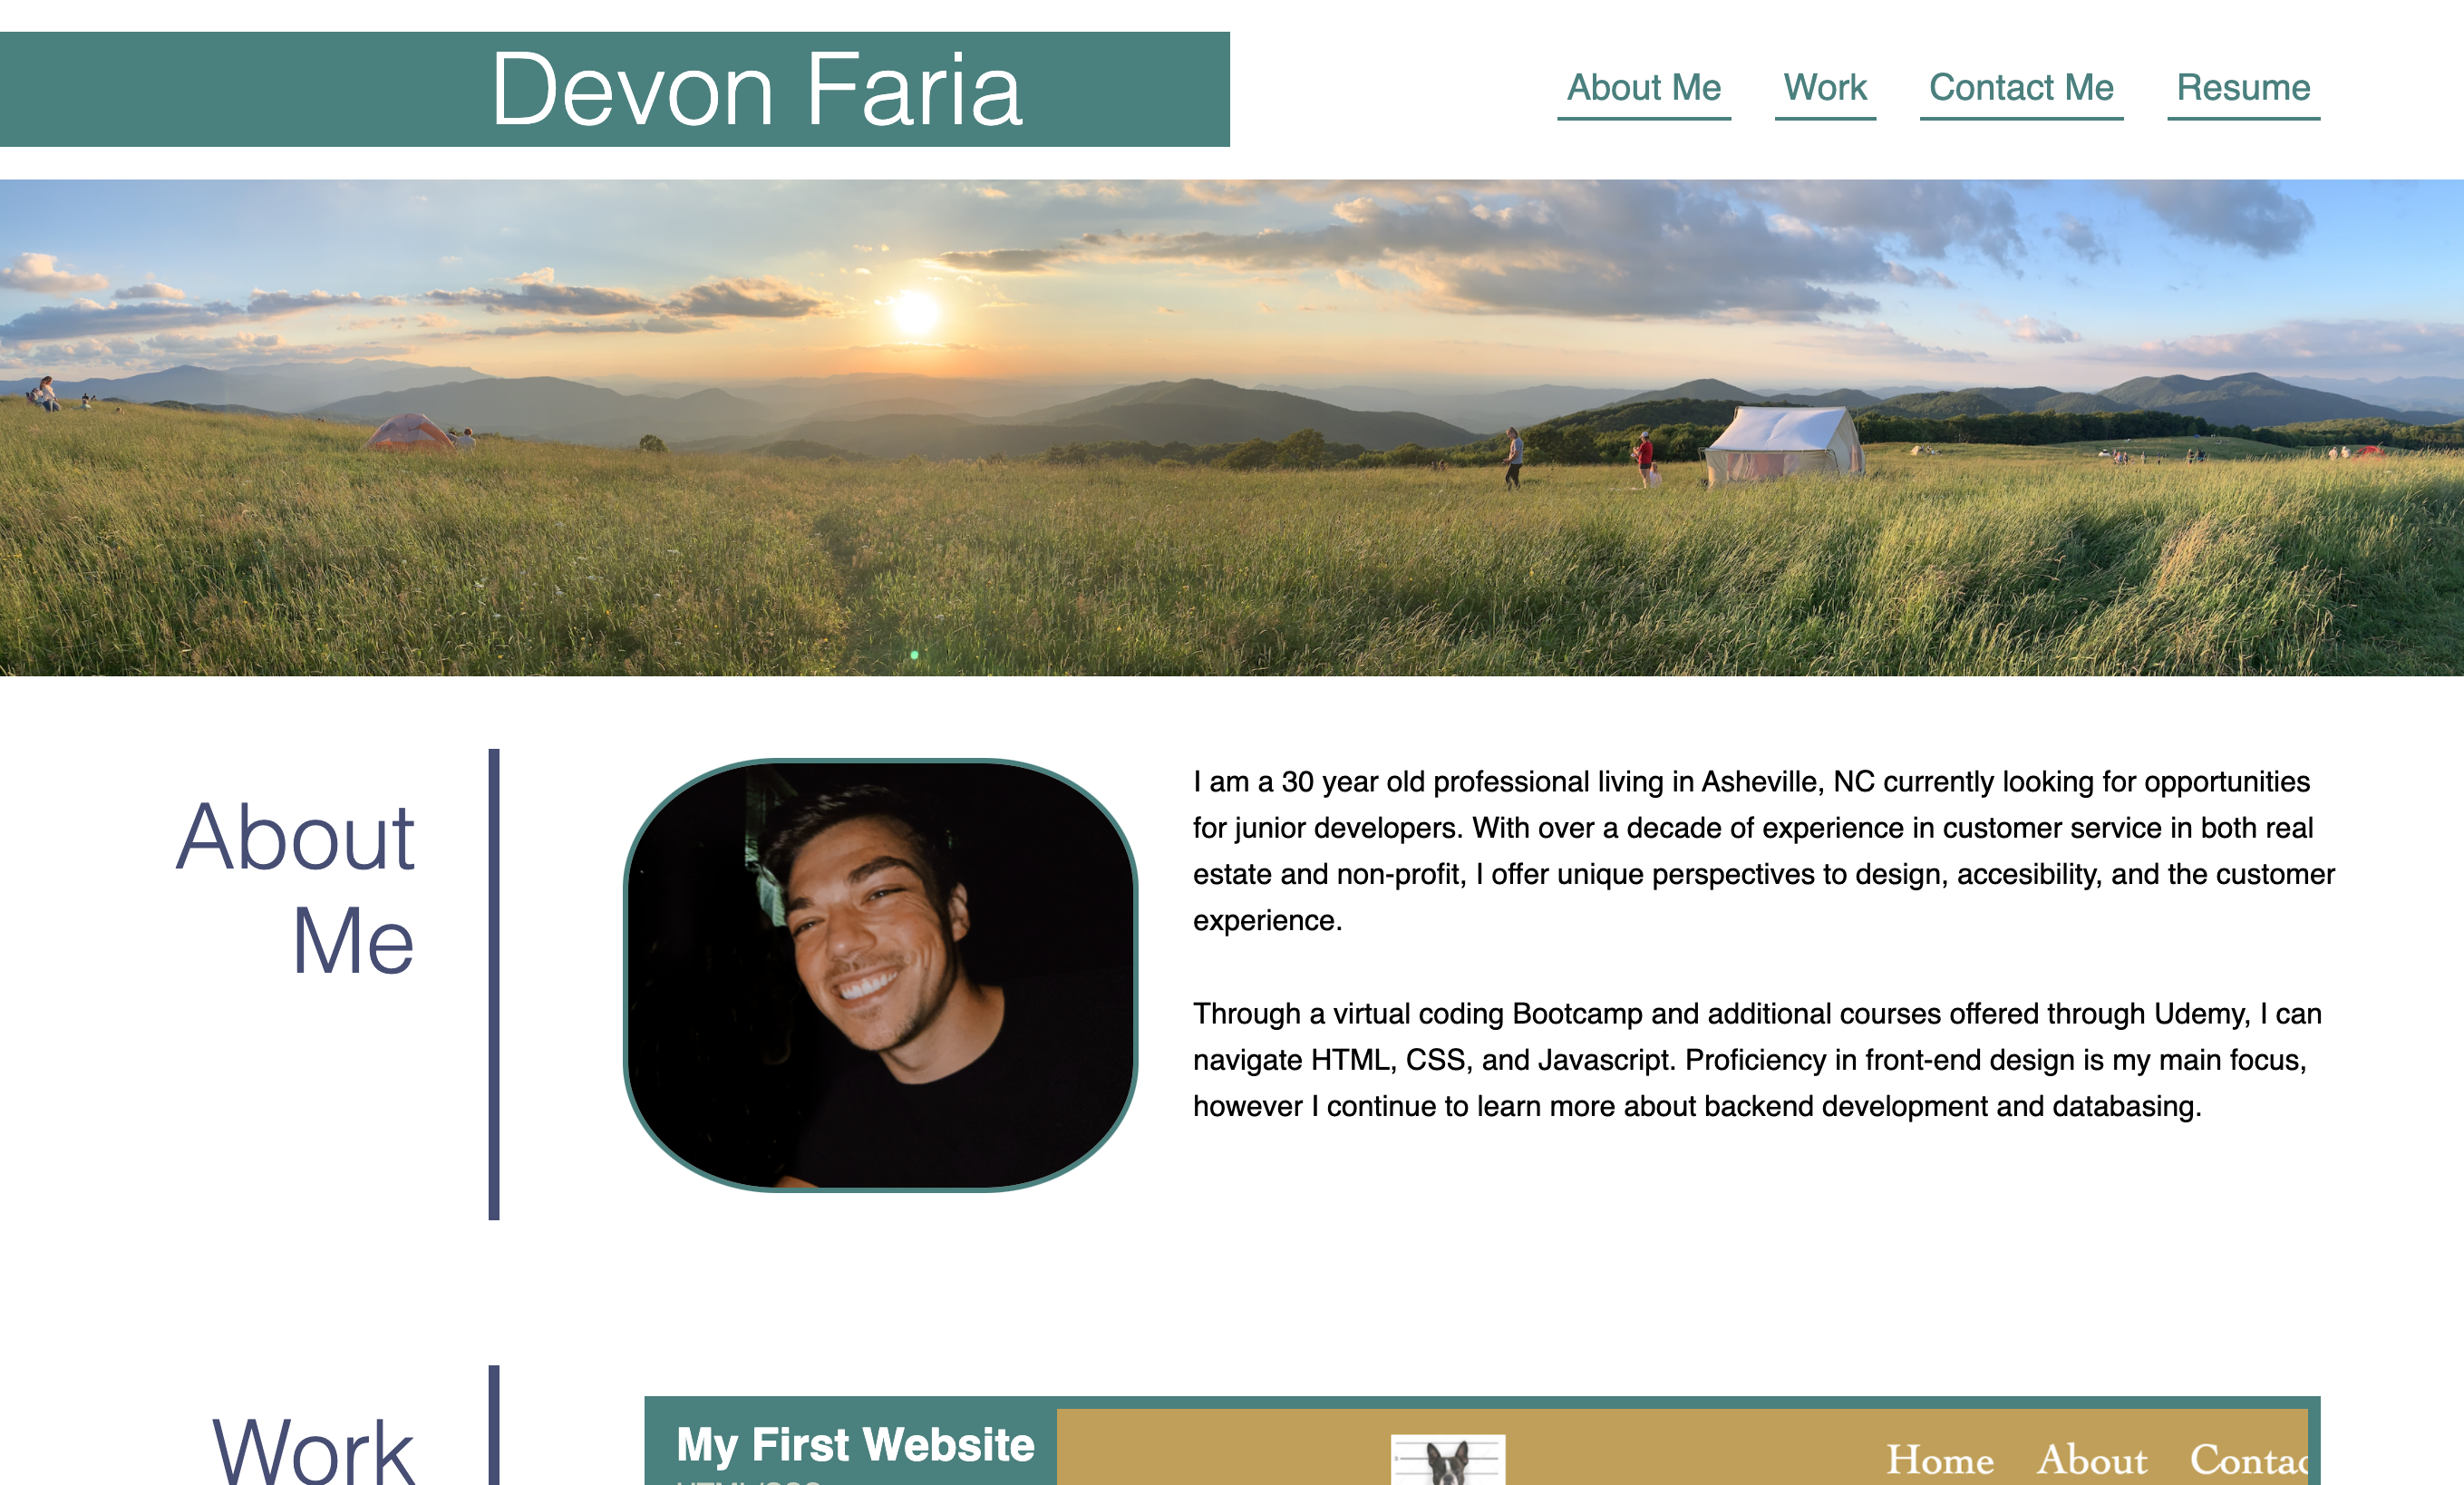 Devon Faria
About Me Work Contact Me Resume
About
Me
I am a 30 year old professional living in Asheville, NC currently looking for opportunities
for junior developers. With over a decade of experience in customer service in both real
estate and non-profit, I offer unique perspectives to design, accesibility, and the customer
experience.
Through a virtual coding Bootcamp and additional courses offered through Udemy, I can
navigate HTML, CSS, and Javascript. Proficiency in front-end design is my main focus,
however I continue to learn more about backend development and databasing.
Work
My First Website
Home About Contac